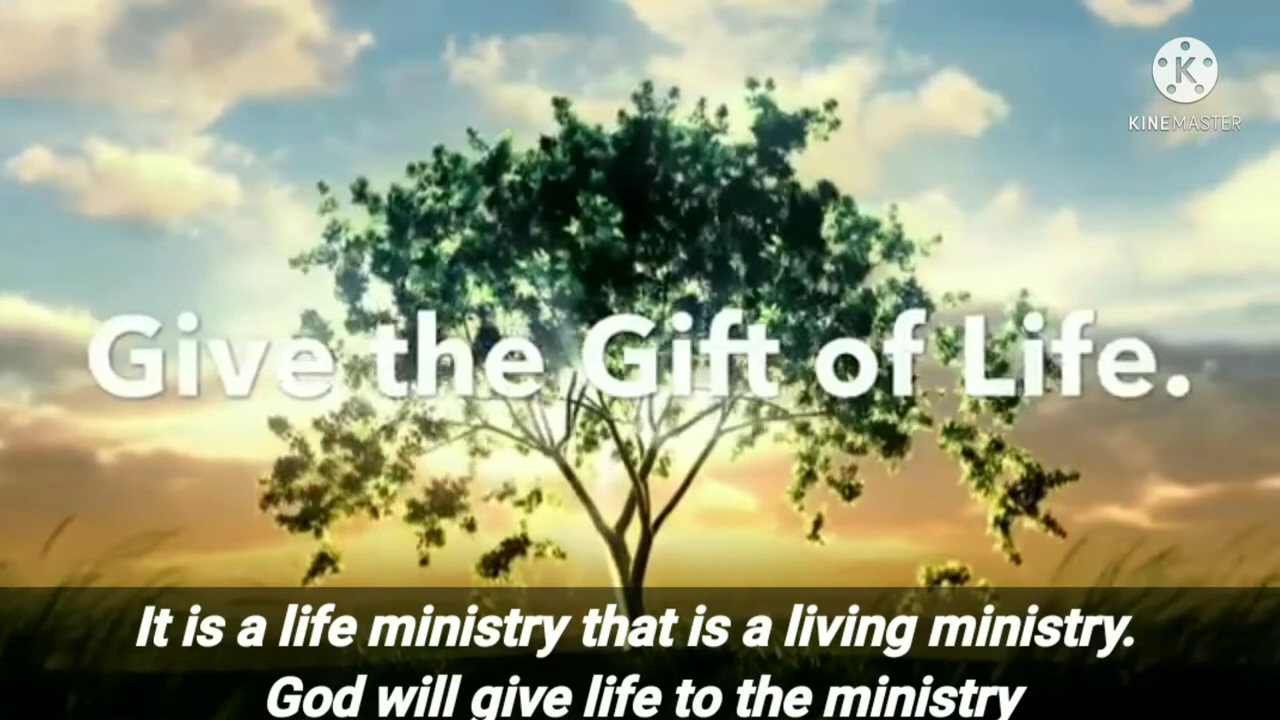 KINEMASTER
Give the Gift of Life.
It is a life ministry that is a living ministry.
God will give life to the ministry